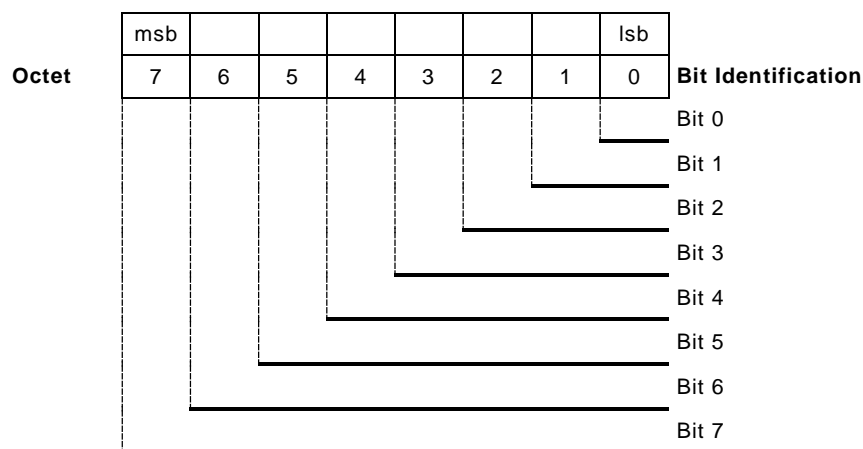 msb lsb
Octet 7 6 5 4 3 2 1 0 Bit Identification
Bit 0
Bit 1
Bit 2
Bit 3
Bit 4
Bit 5
Bit 6
Bit 7